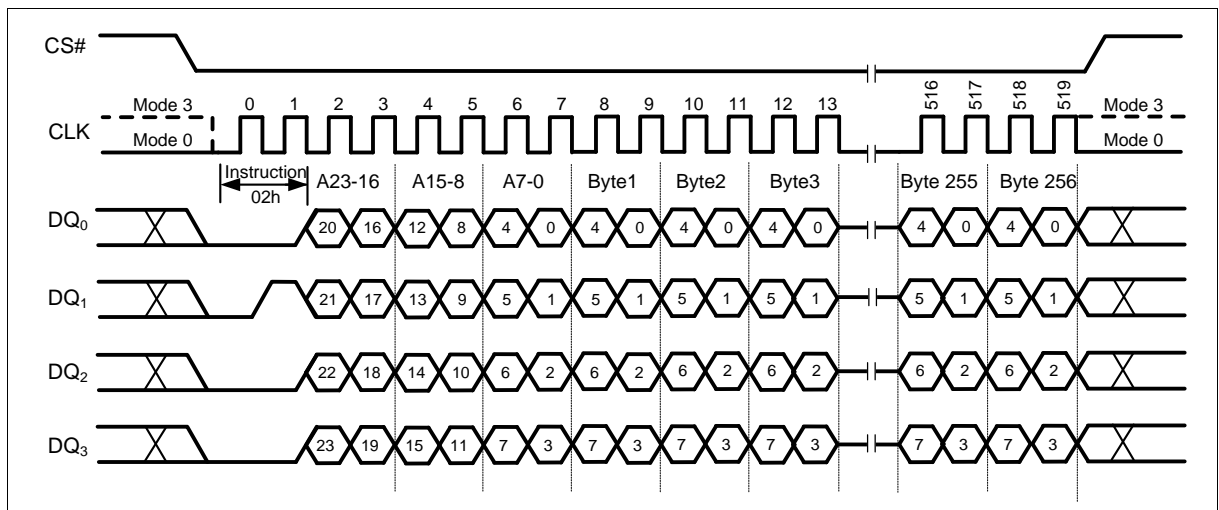 CS#
Mode 3 0 1 2 3 4 5 6 7 8 9 10 11 12 13 516 517 518 519 Mode 3
CLK
Mode 0 Mode 0
Instruction A23-16 A15-8 A7-0 Byte1 Byte2 Byte3 Byte 255 Byte 256
02h
DQ0 20 16 12 8 4 0 4 0 4 0 4 0 4 0 4 0
DQ1 21 17 13 9 5 1 5 1 5 1 5 1 5 1 5 1
DQ2 22 18 14 10 6 2 6 2 6 2 6 2 6 2 6 2
DQ3 23 19 15 11 7 3 7 3 7 3 7 3 7 3 7 3